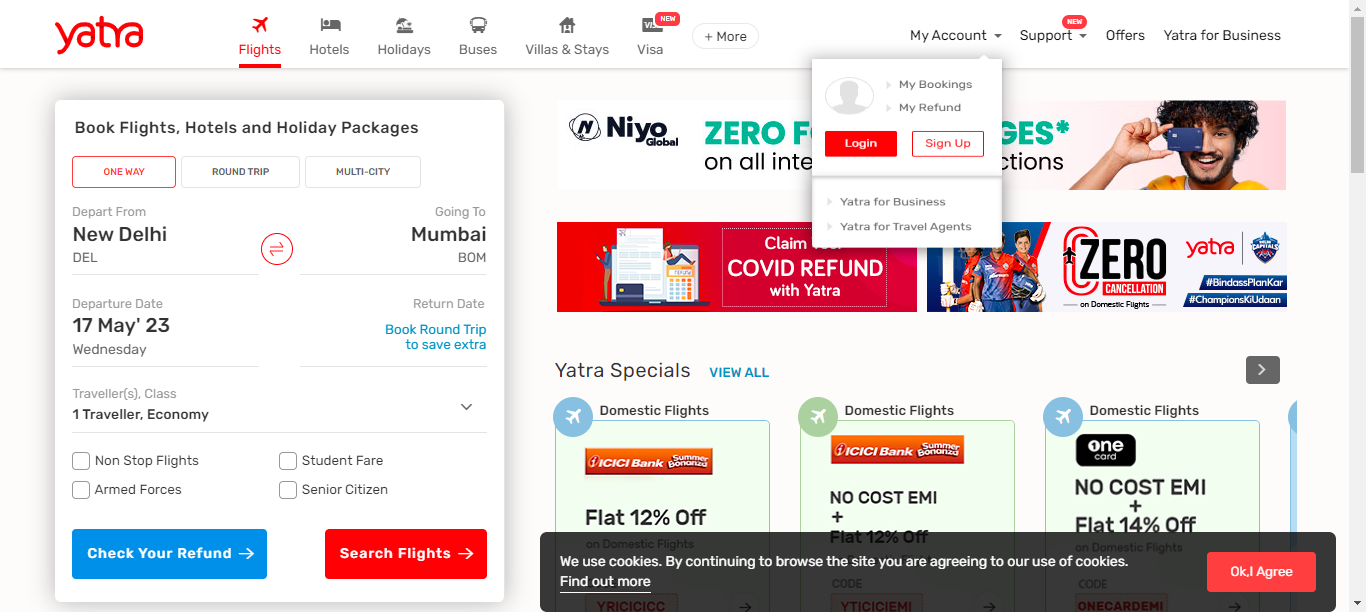 yatra
Flights
Hotels
Holidays
Buses
Villas & Stays
VISA
NEW
Visa
+ More
My Account
NEW
Support
Offers
Yatra for Business
My Bookings
My Refund
Login
Sign Up
Yatra for Business
Yatra for Travel Agents
Book Flights, Hotels and Holiday Packages
ONE WAY
ROUND TRIP
MULTI-CITY
Depart From
New Delhi
DEL
Going To
Mumbai
BOM
Departure Date
17 May' 23
Wednesday
Return Date
Book Round Trip
to save extra
Traveller(s), Class
1 Traveller, Economy
Non Stop Flights
Student Fare
Armed Forces
Senior Citizen
Check Your Refund
Search Flights
Niyo
Global
ZERO
on all
COVID REFUND
with Yatra
ZERO
CANCELLATION
on Domestic Flights
yatra
DELHI CAPITALS
#BindassPlanKar
#ChampionsKiUdaan
Yatra Specials
VIEW ALL
Domestic Flights
ICICI Bank
Summer
Bonanza
Flat 12% Off
on Domestic Flights
YRICICICC
Domestic Flights
ICICI Bank
Summer
Bonanza
NO COST EMI
+
Flat 12% Off
CODE
YTICICIEMI
Domestic Flights
one
card
NO COST EMI
+
Flat 14% Off
on Domestic Flights
CODE
ONECARDEMI
We use cookies. By continuing to browse the site you are agreeing to our use of cookies.
Find out more
Ok,I Agree